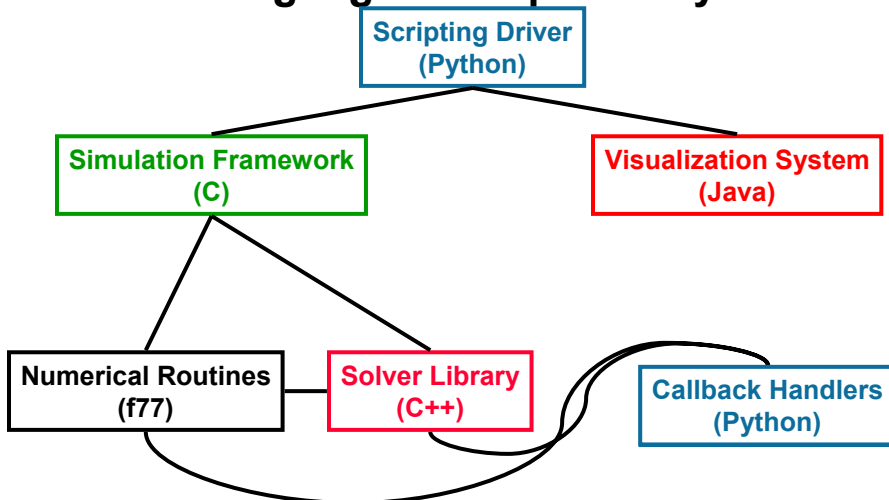 Scripting Driver
(Python)
Simulation Framework
(C)
Visualization System
(Java)
Numerical Routines
(f77)
Solver Library
(C++)
Callback Handlers
(Python)